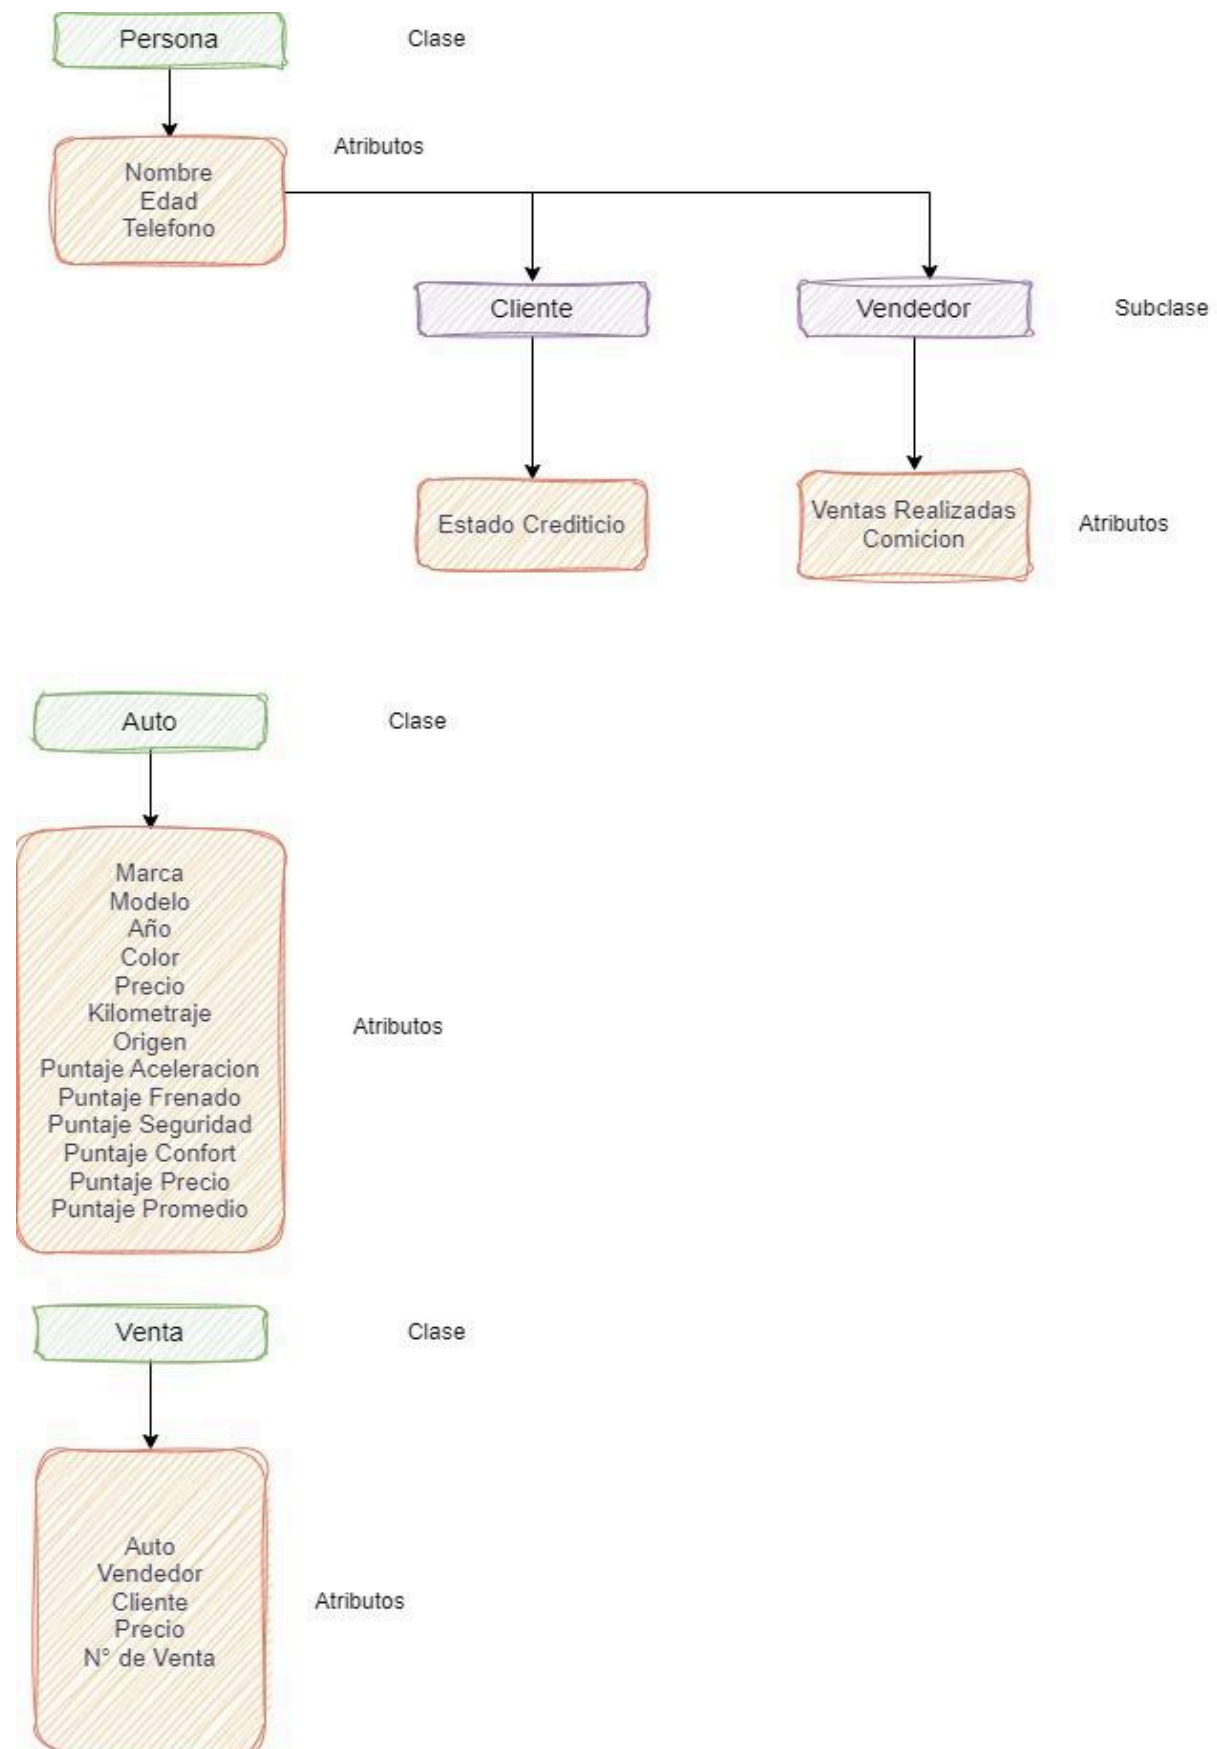 Persona
Clase
Atributos
Nombre
Edad
Telefono
Cliente
Vendedor
Subclase
Estado Crediticio
Ventas Realizadas
Comicion
Atributos
Auto
Clase
Marca
Modelo
Año
Color
Precio
Kilometraje
Origen
Puntaje Aceleracion
Puntaje Frenado
Puntaje Seguridad
Puntaje Confort
Puntaje Precio
Puntaje Promedio
Atributos
Venta
Clase
Auto
Vendedor
Cliente
Precio
N° de Venta
Atributos